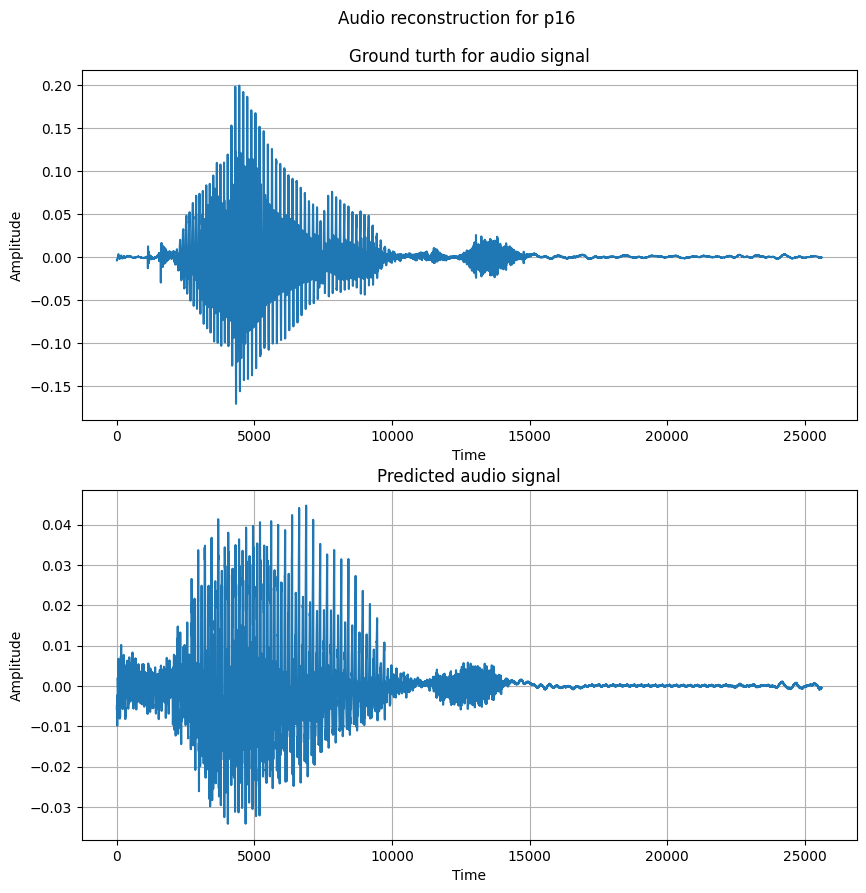 Audio reconstruction for p16
Ground turth for audio signal
0.20
0.15
0.10
0.05
0.00
−0.05
−0.10
−0.15
Amplitude
0 5000 10000 15000 20000 25000
Time
Predicted audio signal
0.04
0.03
0.02
0.01
0.00
−0.01
−0.02
−0.03
Amplitude
0 5000 10000 15000 20000 25000
Time